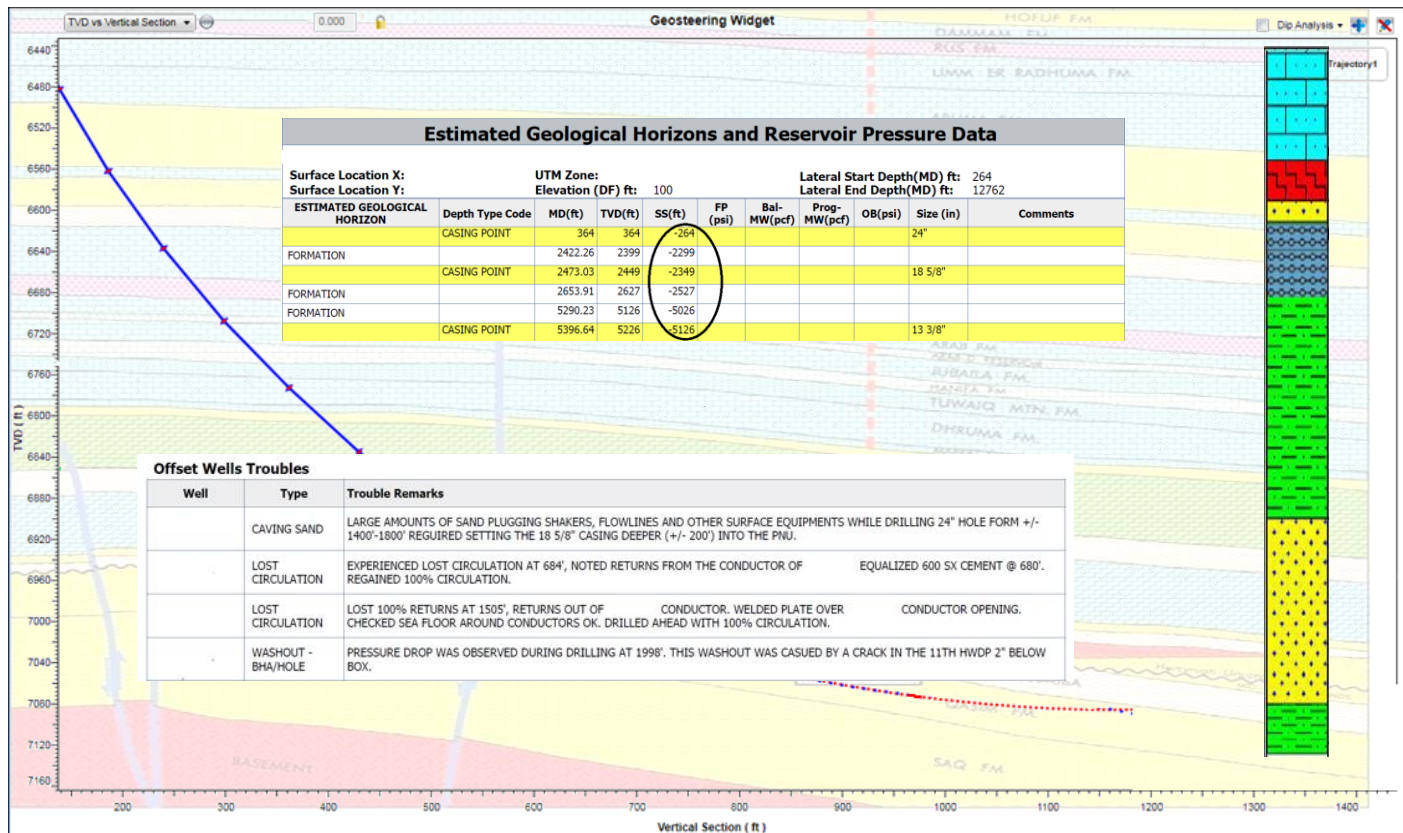 TVD vs Vertical Section
0.000
Geosteering Widget
Dip Analysis
HOFUF FM.
DAMMAM FM.
RUS FM.
UMM ER RADHUMA FM.
Trajectory1
6440
6480
6520
6560
6600
6640
6680
6720
6760
6800
6840
6880
6920
6960
7000
7040
7080
7120
7160
TVD ( ft )
Estimated Geological Horizons and Reservoir Pressure Data
Surface Location X: UTM Zone: Lateral Start Depth(MD) ft: 264
Surface Location Y: Elevation (DF) ft: 100 Lateral End Depth(MD) ft: 12762
ESTIMATED GEOLOGICAL HORIZON Depth Type Code MD(ft) TVD(ft) SS(ft) FP (psi) Bal-MW(pcf) Prog-MW(pcf) OB(psi) Size (in) Comments
CASING POINT 364 364 -264 24"
FORMATION 2422.26 2399 -2299
CASING POINT 2473.03 2449 -2349 18 5/8"
FORMATION 2653.91 2627 -2527
FORMATION 5290.23 5126 -5026
CASING POINT 5396.64 5226 -5126 13 3/8"
ARAB FM.
JUBAILA FM.
HANIFA FM.
TUWAIQ MTN. FM.
DHRUMA FM.
Offset Wells Troubles
Well Type Trouble Remarks
CAVING SAND LARGE AMOUNTS OF SAND PLUGGING SHAKERS, FLOWLINES AND OTHER SURFACE EQUIPMENTS WHILE DRILLING 24" HOLE FORM +/-
1400'-1800' REGUIRED SETTING THE 18 5/8" CASING DEEPER (+/- 200') INTO THE PNU.
LOST CIRCULATION EXPERIENCED LOST CIRCULATION AT 684', NOTED RETURNS FROM THE CONDUCTOR OF EQUALIZED 600 SX CEMENT @ 680'.
REGAINED 100% CIRCULATION.
LOST CIRCULATION LOST 100% RETURNS AT 1505', RETURNS OUT OF CONDUCTOR. WELDED PLATE OVER CONDUCTOR OPENING.
CHECKED SEA FLOOR AROUND CONDUCTORS OK. DRILLED AHEAD WITH 100% CIRCULATION.
WASHOUT - BHA/HOLE PRESSURE DROP WAS OBSERVED DURING DRILLING AT 1998'. THIS WASHOUT WAS CASUED BY A CRACK IN THE 11TH HWDP 2" BELOW
BOX.
QASIM FM.
BASEMENT
SAQ FM.
200 300 400 500 600 700 800 900 1000 1100 1200 1300 1400
Vertical Section ( ft )